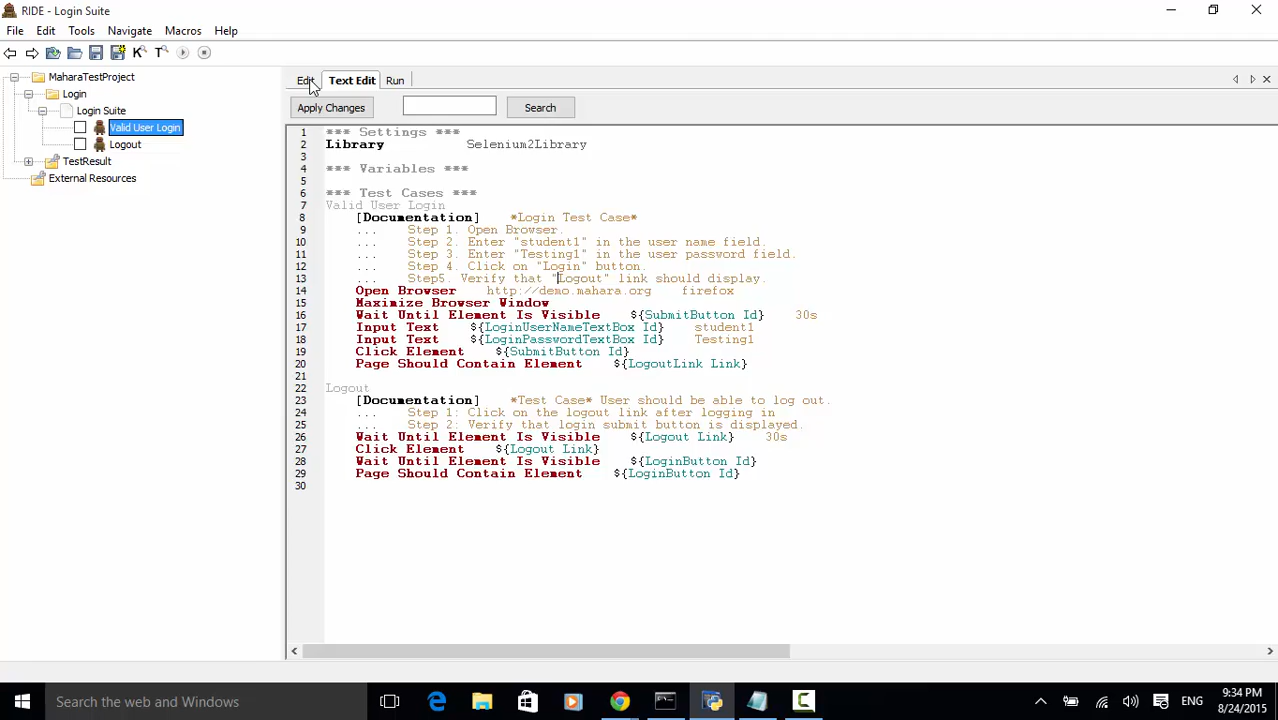 RIDE - Login Suite
File Edit Tools Navigate Macros Help
MaharaTestProject
Login
Login Suite
Valid User Login
Logout
TestResult
External Resources
Edit Text Edit Run
Apply Changes Search
1 *** Settings ***
2 Library Selenium2Library
3
4 *** Variables ***
5
6 *** Test Cases ***
7 Valid User Login
8 [Documentation] *Login Test Case*
9 ... Step 1. Open Browser.
10 ... Step 2. Enter "student1" in the user name field.
11 ... Step 3. Enter "Testing1" in the user password field.
12 ... Step 4. Click on "Login" button.
13 ... Step5. Verify that "Logout" link should display.
14 Open Browser http://demo.mahara.org firefox
15 Maximize Browser Window
16 Wait Until Element Is Visible ${SubmitButton Id} 30s
17 Input Text ${LoginUserNameTextBox Id} student1
18 Input Text ${LoginPasswordTextBox Id} Testing1
19 Click Element ${SubmitButton Id}
20 Page Should Contain Element ${LogoutLink Link}
21
22 Logout
23 [Documentation] *Test Case* User should be able to log out.
24 ... Step 1: Click on the logout link after logging in
25 ... Step 2: Verify that login submit button is displayed.
26 Wait Until Element Is Visible ${Logout Link} 30s
27 Click Element ${Logout Link}
28 Wait Until Element Is Visible ${LoginButton Id}
29 Page Should Contain Element ${LoginButton Id}
30
Search the web and Windows
ENG
9:34 PM
8/24/2015